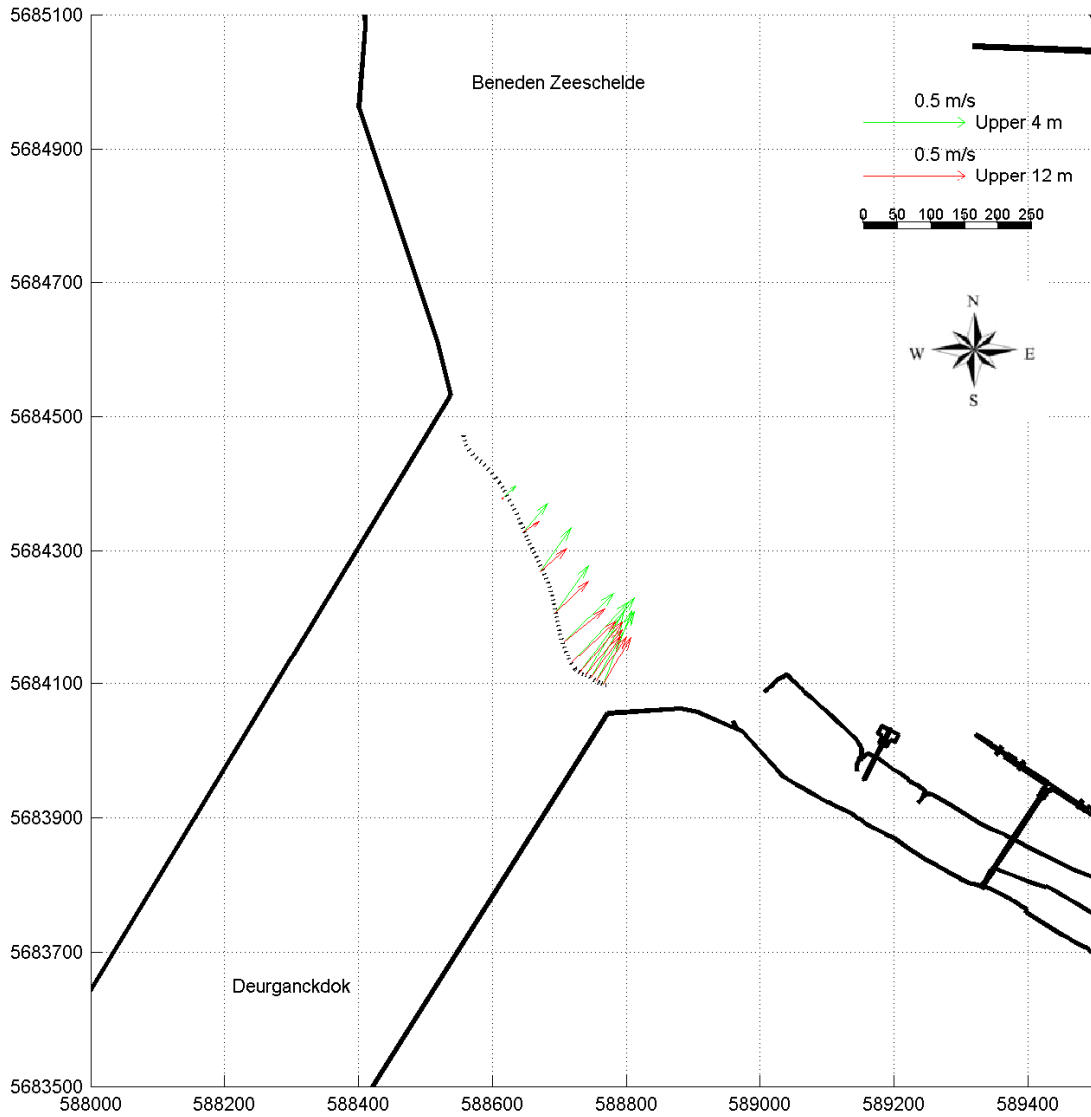 5685100
Beneden Zeeschelde
0.5 m/s
Upper 4 m
5684900
0.5 m/s
Upper 12 m
0 50 100 150 200 250
5684700
N
W E
S
5684500
5684300
5684100
5683900
5683700
Deurganckdok
5683500
588000 588200 588400 588600 588800 589000 589200 589400